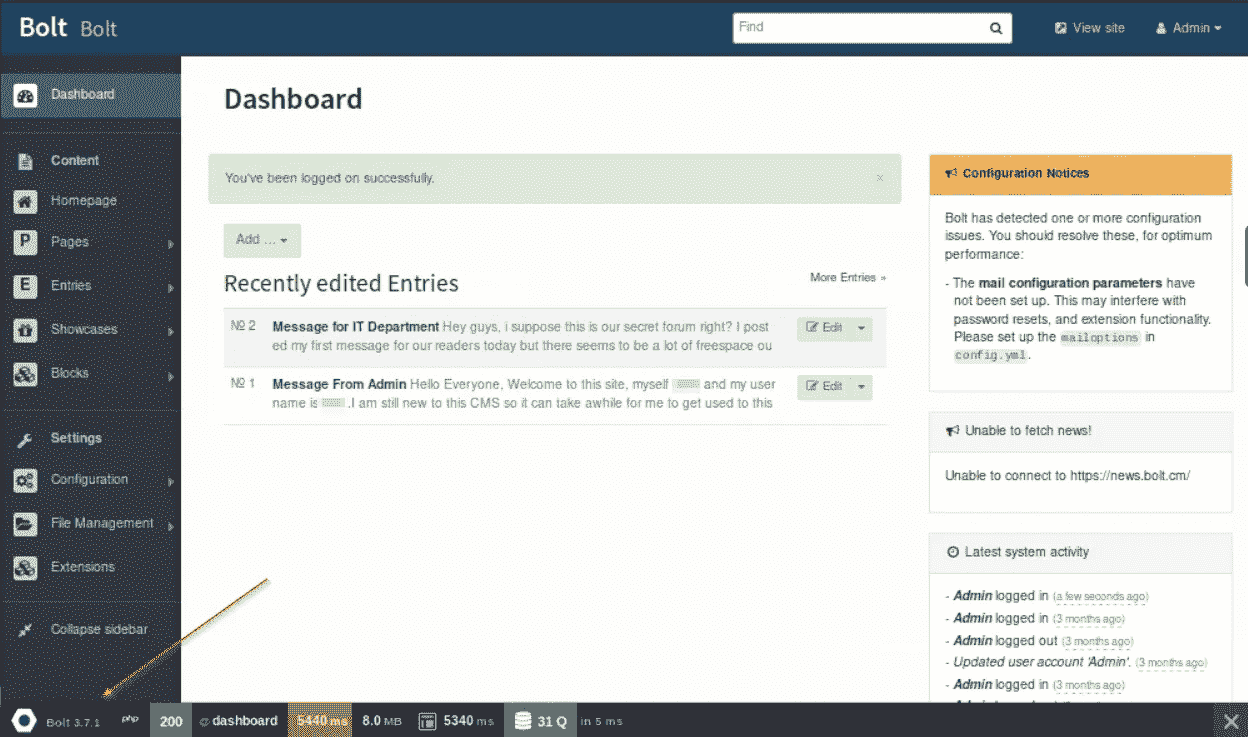 Bolt Bolt
Find
View site
Admin
Dashboard
Content
Homepage
P Pages
E Entries
Showcases
Blocks
Settings
Configuration
File Management
Extensions
Collapse sidebar
Dashboard
You've been logged on successfully. ×
Add ...
Recently edited Entries
More Entries »
№ 2 Message for IT Department Hey guys, i suppose this is our secret forum right? I post
ed my first message for our readers today but there seems to be a lot of freespace ou
Edit
№ 1 Message From Admin Hello Everyone, Welcome to this site, myself and my user
name is .I am still new to this CMS so it can take awhile for me to get used to this
Edit
Configuration Notices
Bolt has detected one or more configuration
issues. You should resolve these, for optimum
performance:
- The mail configuration parameters have
not been set up. This may interfere with
password resets, and extension functionality.
Please set up the mailoptions in
config.yml.
Unable to fetch news!
Unable to connect to https://news.bolt.cm/
Latest system activity
- Admin logged in (a few seconds ago)
- Admin logged in (3 months ago)
- Admin logged out (3 months ago)
- Updated user account 'Admin'. (3 months ago)
- Admin logged in (3 months ago)
Bolt 3.7.1 php 200 @ dashboard 5440 ms 8.0 MB 5340 ms 31 Q in 5 ms